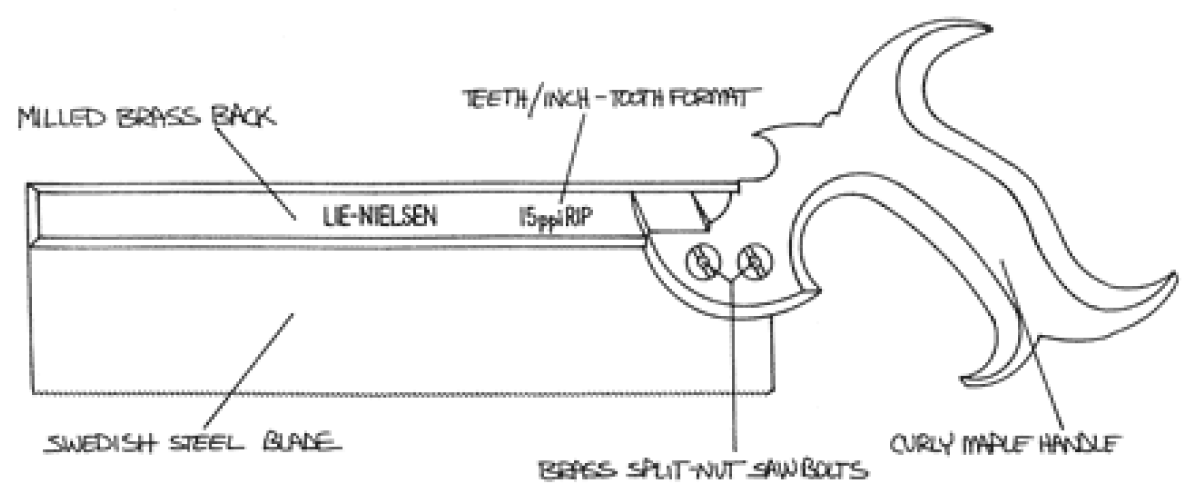 TEETH/INCH-TOOTH FORMAT
MILLED BRASS BACK
LIE-NIELSEN 15ppi RIP
SWEDISH STEEL BLADE
CURLY MAPLE HANDLE
BRASS SPLIT-NUT SAW BOLTS